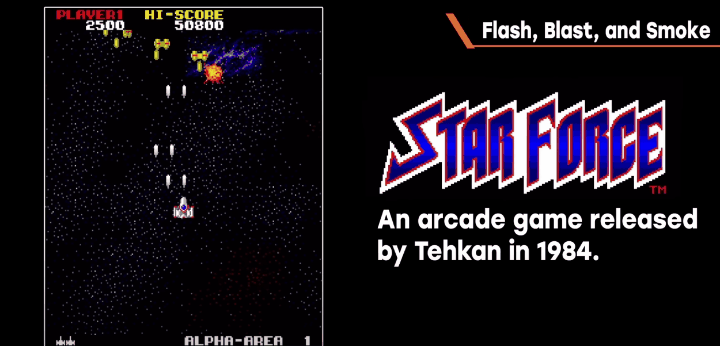 PLAYER1 HI-SCORE
2500 50800
Flash, Blast, and Smoke
STAR FORCE
TM
An arcade game released
by Tehkan in 1984.
ALPHA-AREA 1